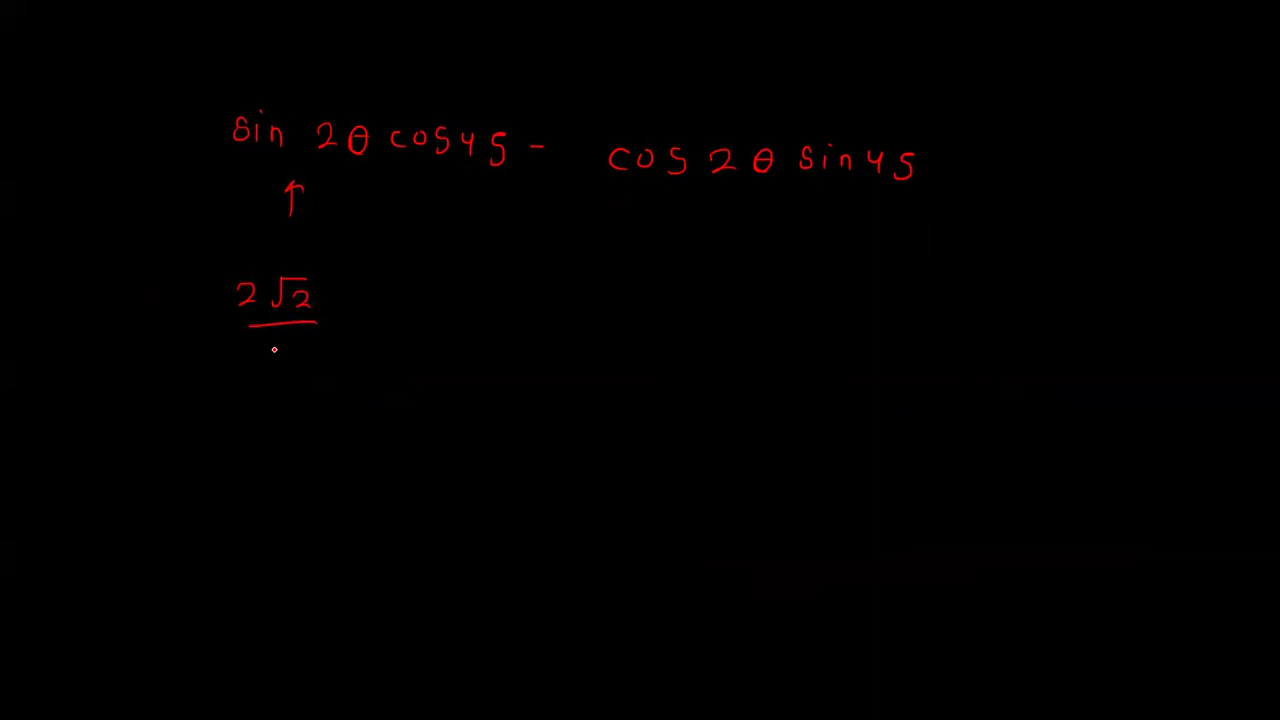 sin 2θ cos45 - cos 2θ sin45
↑
2√2